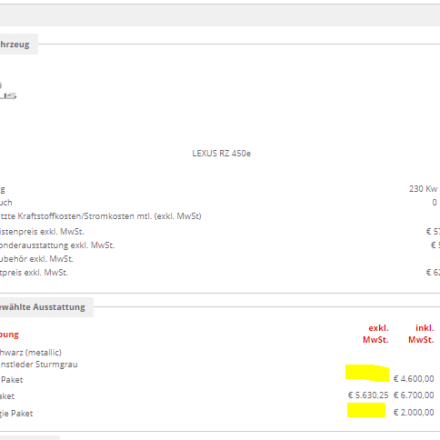 hrzeug
US
LEXUS RZ 450e
g 230 Kw
uch 0
tzte Kraftstoffkosten/Stromkosten mtl. (exkl. MwSt)
istenpreis exkl. MwSt. € 57
onderausstattung exkl. MwSt. € 5
ubehör exkl. MwSt.
tpreis exkl. MwSt. € 62
ewählte Ausstattung
bung exkl. MwSt. inkl. MwSt.
hwarz (metallic)
nstleder Sturmgrau
Paket € 4.600,00
aket € 5.630,25 € 6.700,00
gie Paket € 2.000,00